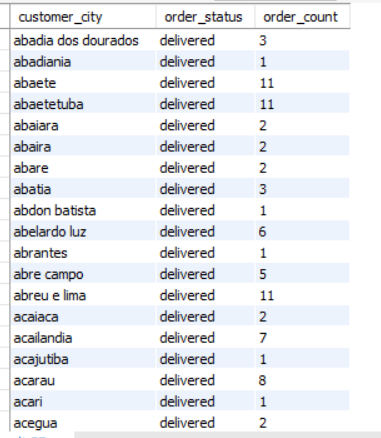 customer_city order_status order_count
abadia dos dourados delivered 3
abadiania delivered 1
abaete delivered 11
abaetetuba delivered 11
abaiara delivered 2
abaira delivered 2
abare delivered 2
abatia delivered 3
abdon batista delivered 1
abelardo luz delivered 6
abrantes delivered 1
abre campo delivered 5
abreu e lima delivered 11
acaiaca delivered 2
acailandia delivered 7
acajutiba delivered 1
acarau delivered 8
acari delivered 1
acegua delivered 2